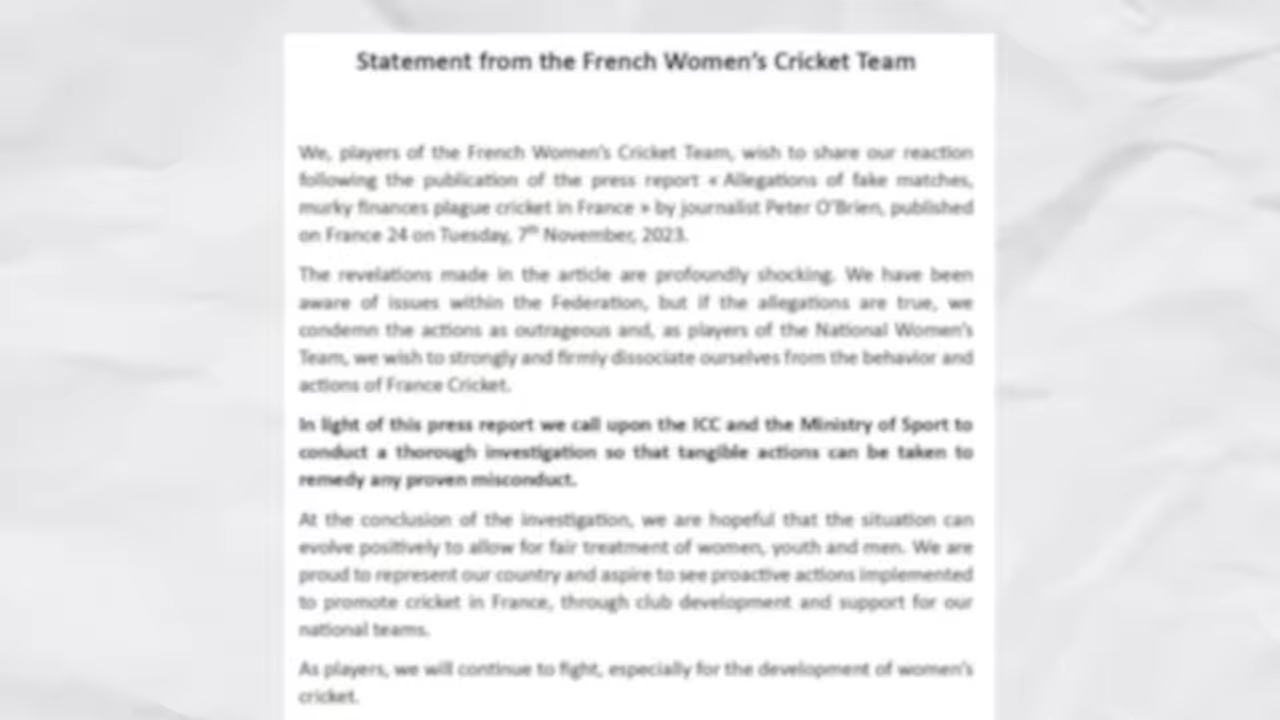 Statement from the French Women's Cricket Team
We, players of the French Women's Cricket Team, wish to share our reaction
following the publication of the press report « Allegations of fake matches,
murky finances plague cricket in France » by journalist Peter O'Brien, published
on France 24 on Tuesday, 7th November, 2023.
The revelations made in the article are profoundly shocking. We have been
aware of issues within the Federation, but if the allegations are true, we
condemn the actions as outrageous and, as players of the National Women's
Team, we wish to strongly and firmly dissociate ourselves from the behavior and
actions of France Cricket.
In light of this press report we call upon the ICC and the Ministry of Sport to
conduct a thorough investigation so that tangible actions can be taken to
remedy any proven misconduct.
At the conclusion of the investigation, we are hopeful that the situation can
evolve positively to allow for fair treatment of women, youth and men. We are
proud to represent our country and aspire to see proactive actions implemented
to promote cricket in France, through club development and support for our
national teams.
As players, we will continue to fight, especially for the development of women's
cricket.